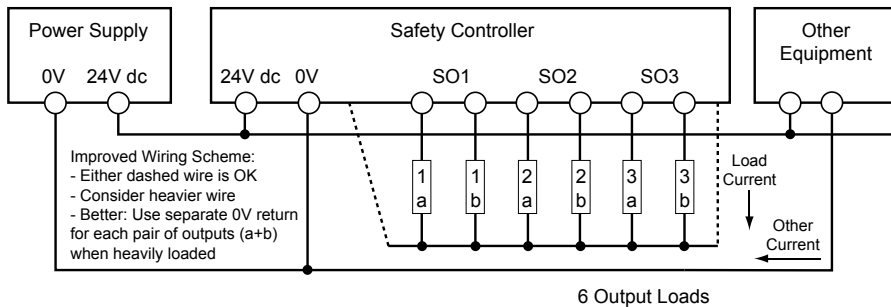 Power Supply
0V 24V dc
Safety Controller
24V dc 0V SO1 SO2 SO3
Other
Equipment
Improved Wiring Scheme:
- Either dashed wire is OK
- Consider heavier wire
- Better: Use separate 0V return
for each pair of outputs (a+b)
when heavily loaded
1 1 2 2 3 3
a b a b a b
Load
Current
Other
Current
6 Output Loads